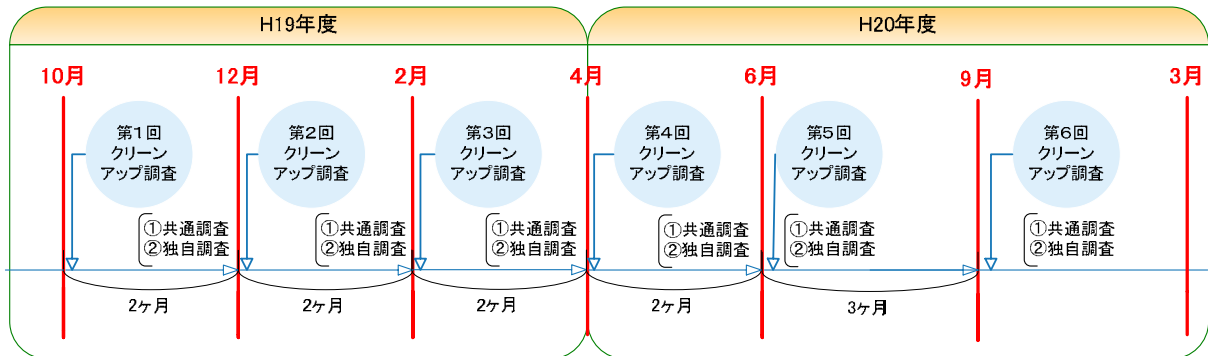 H19年度
H20年度
10月
12月
2月
4月
6月
9月
3月
第1回
クリーン
アップ調査
第2回
クリーン
アップ調査
第3回
クリーン
アップ調査
第4回
クリーン
アップ調査
第5回
クリーン
アップ調査
第6回
クリーン
アップ調査
①共通調査
②独自調査
①共通調査
②独自調査
①共通調査
②独自調査
①共通調査
②独自調査
①共通調査
②独自調査
①共通調査
②独自調査
2ヶ月
2ヶ月
2ヶ月
2ヶ月
3ヶ月